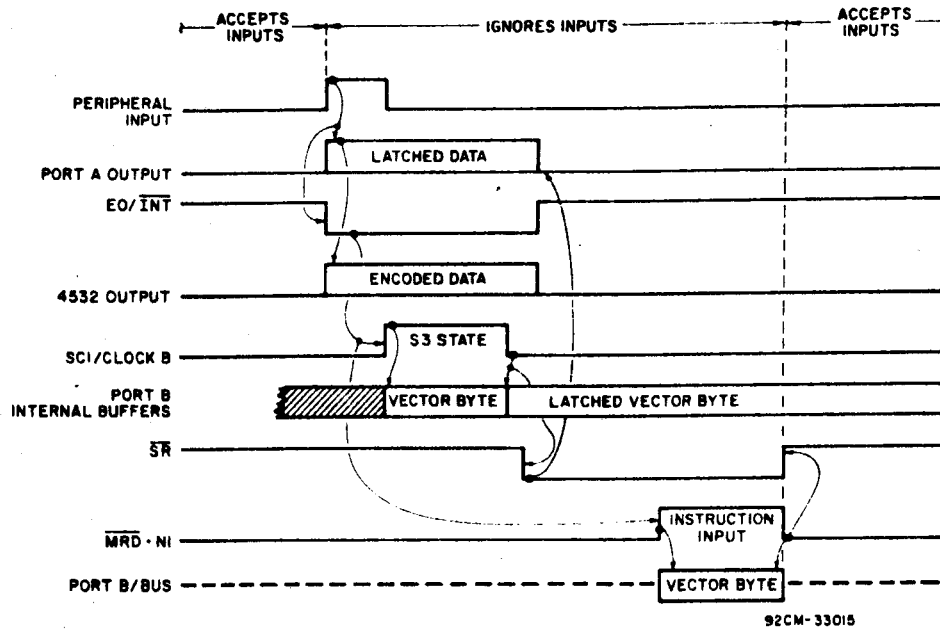 ACCEPTS
INPUTS
IGNORES INPUTS
ACCEPTS
INPUTS
PERIPHERAL
INPUT
PORT A OUTPUT
LATCHED DATA
EO/INT
4532 OUTPUT
ENCODED DATA
SCI/CLOCK B
S3 STATE
PORT B
INTERNAL BUFFERS
VECTOR BYTE
LATCHED VECTOR BYTE
SR
MRD · NI
INSTRUCTION
INPUT
PORT B/BUS
VECTOR BYTE
92CM-33015